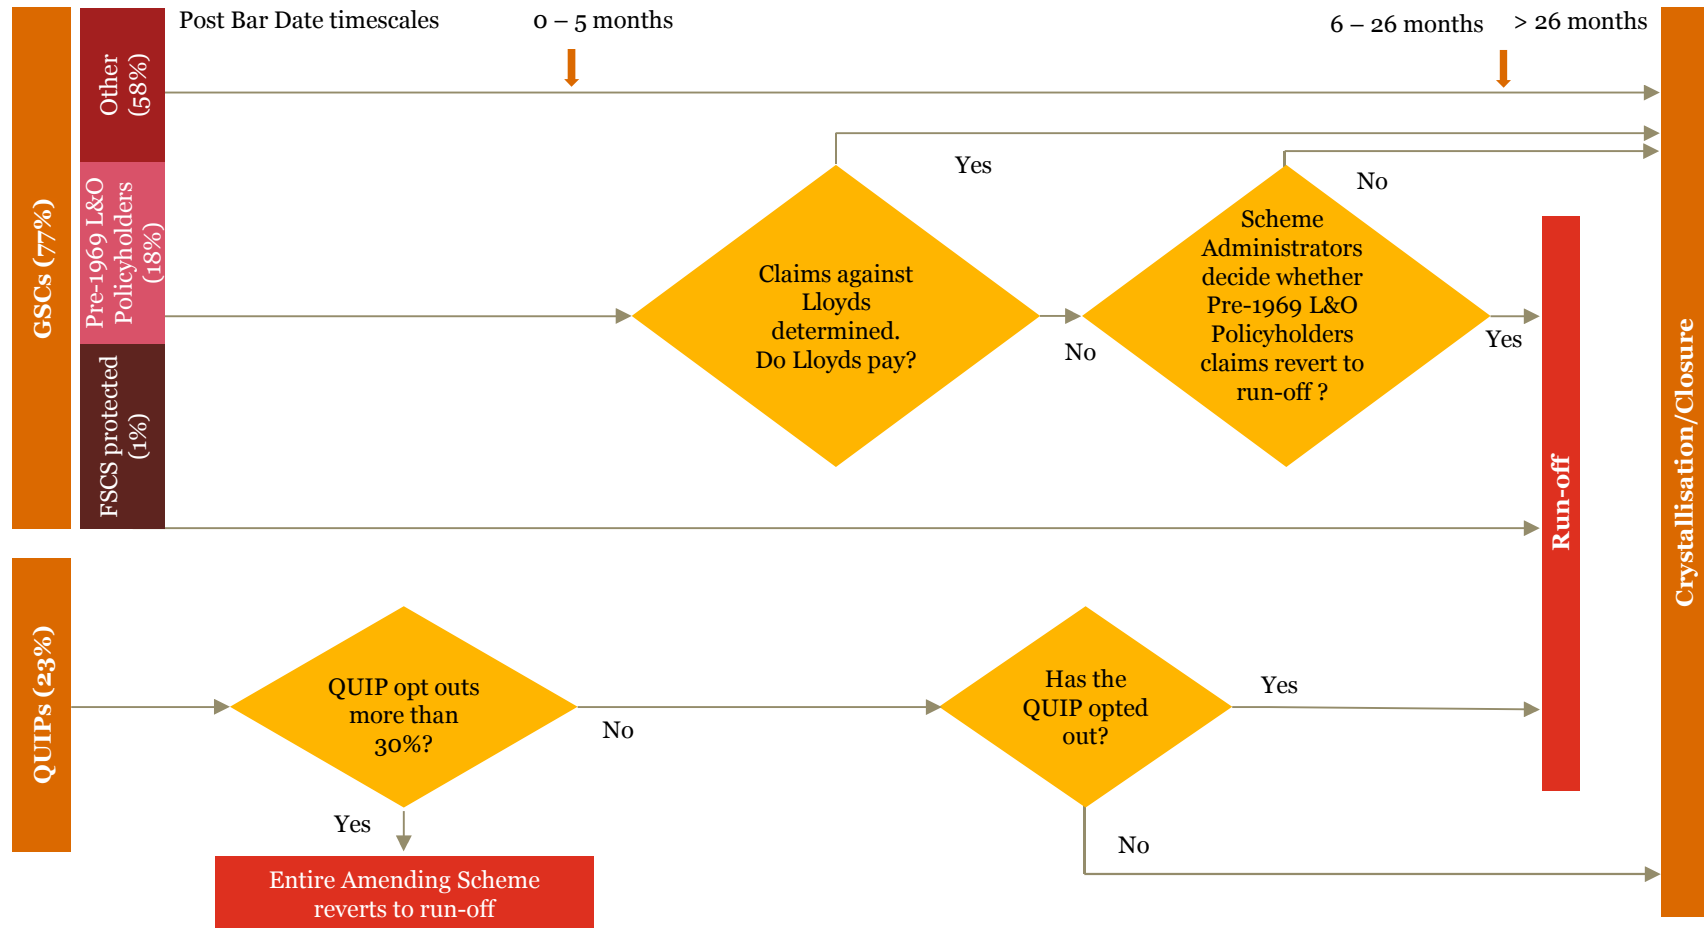 Post Bar Date timescales
0 – 5 months
6 – 26 months
> 26 months
GSCs (77%)
Other
(58%)
Pre-1969 L&O
Policyholders
(18%)
FSCS protected
(1%)
Claims against
Lloyds
determined.
Do Lloyds pay?
Yes
No
Scheme
Administrators
decide whether
Pre-1969 L&O
Policyholders
claims revert to
run-off ?
No
Yes
Run-off
Crystallisation/Closure
QUIPs (23%)
QUIP opt outs
more than
30%?
No
Yes
Entire Amending Scheme
reverts to run-off
Has the
QUIP opted
out?
Yes
No